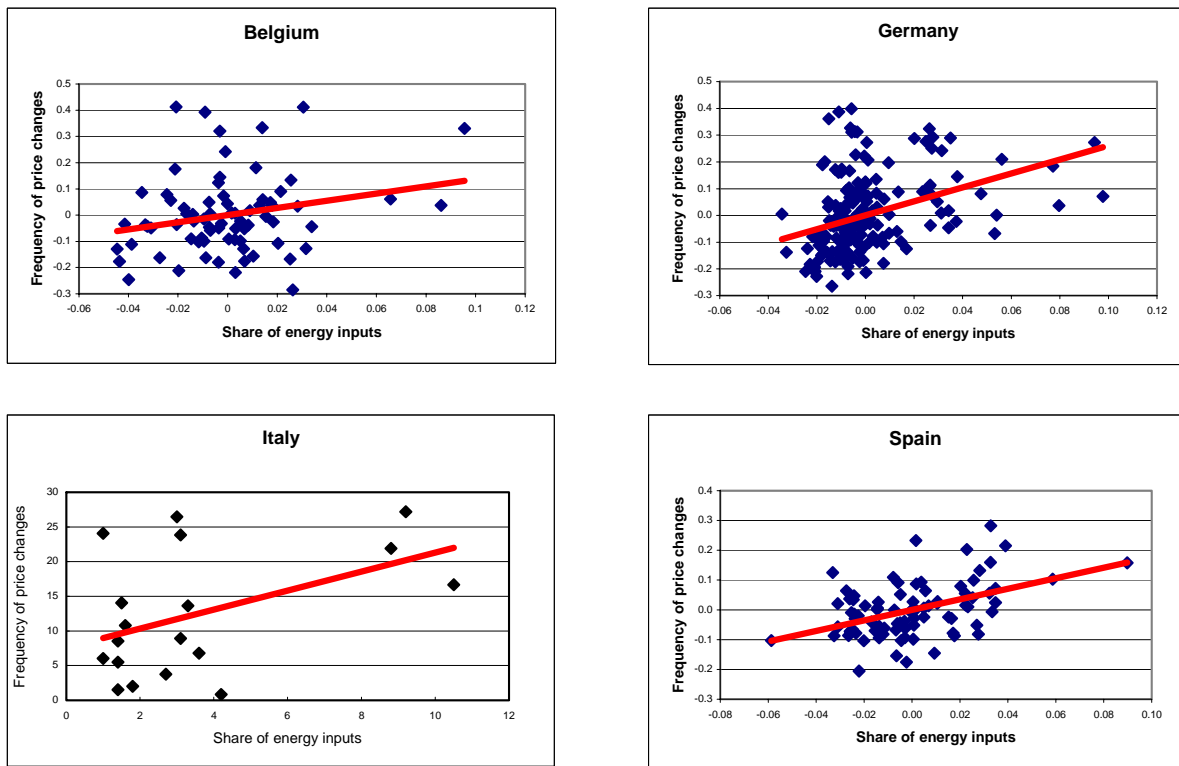 Belgium
Frequency of price changes
0.5
0.4
0.3
0.2
0.1
0.0
-0.1
-0.2
-0.3
-0.06 -0.04 -0.02 0 0.02 0.04 0.06 0.08 0.1 0.12
Share of energy inputs
Germany
Frequency of price changes
0.5
0.4
0.3
0.2
0.1
0.0
-0.1
-0.2
-0.3
-0.06 -0.04 -0.02 0.00 0.02 0.04 0.06 0.08 0.10 0.12
Share of energy inputs
Italy
Frequency of price changes
30
25
20
15
10
5
0
0 2 4 6 8 10 12
Share of energy inputs
Spain
Frequency of price changes
0.4
0.3
0.2
0.1
0.0
-0.1
-0.2
-0.3
-0.08 -0.06 -0.04 -0.02 0.00 0.02 0.04 0.06 0.08 0.10
Share of energy inputs